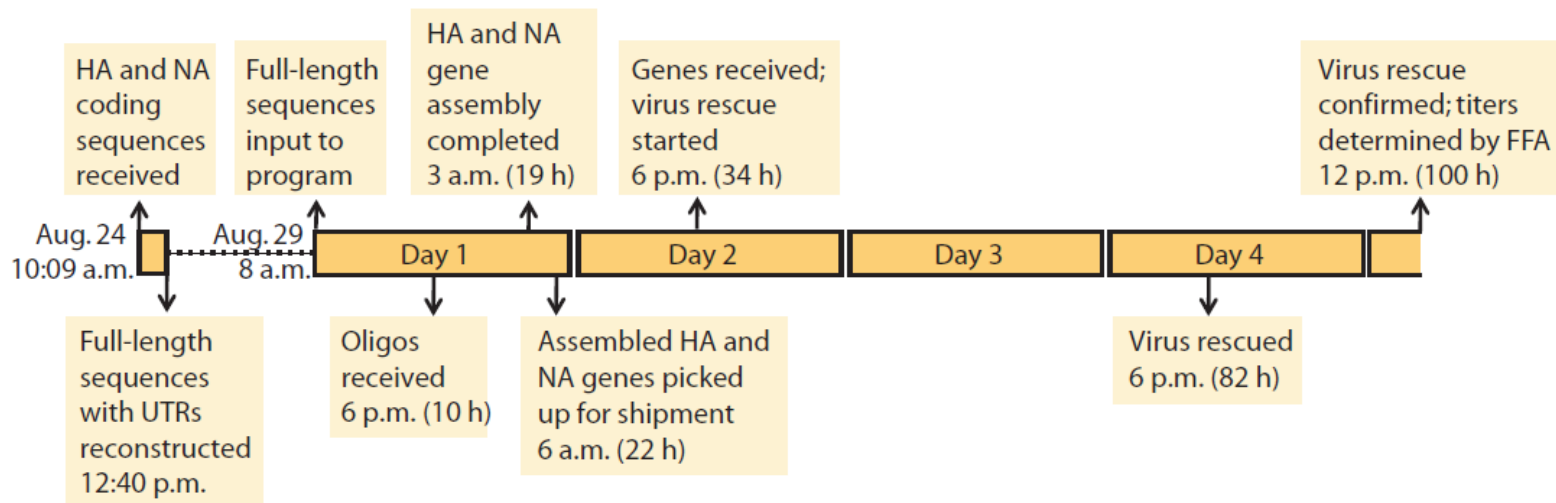 HA and NA
coding
sequences
received
Full-length
sequences
input to
program
HA and NA
gene
assembly
completed
3 a.m. (19 h)
Genes received;
virus rescue
started
6 p.m. (34 h)
Virus rescue
confirmed; titers
determined by FFA
12 p.m. (100 h)
Aug. 24
10:09 a.m.
Aug. 29
8 a.m.
Day 1
Day 2
Day 3
Day 4
Full-length
sequences
with UTRs
reconstructed
12:40 p.m.
Oligos
received
6 p.m. (10 h)
Assembled HA and
NA genes picked
up for shipment
6 a.m. (22 h)
Virus rescued
6 p.m. (82 h)